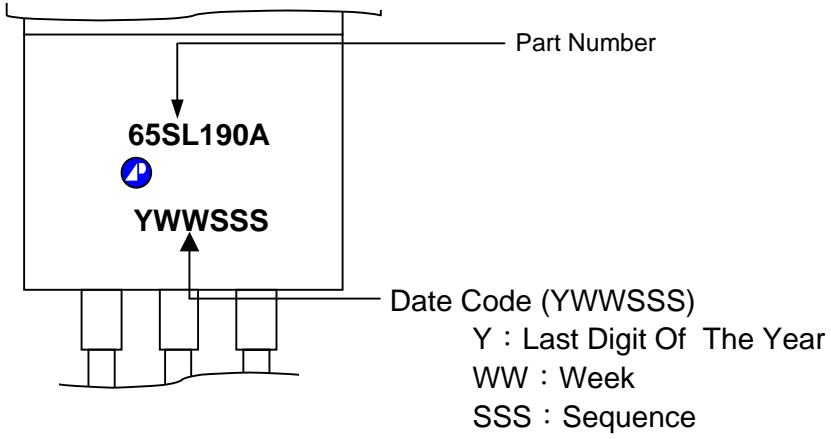 Part Number
65SL190A
YWWSSS
Date Code (YWWSSS)
Y：Last Digit Of The Year
WW：Week
SSS：Sequence